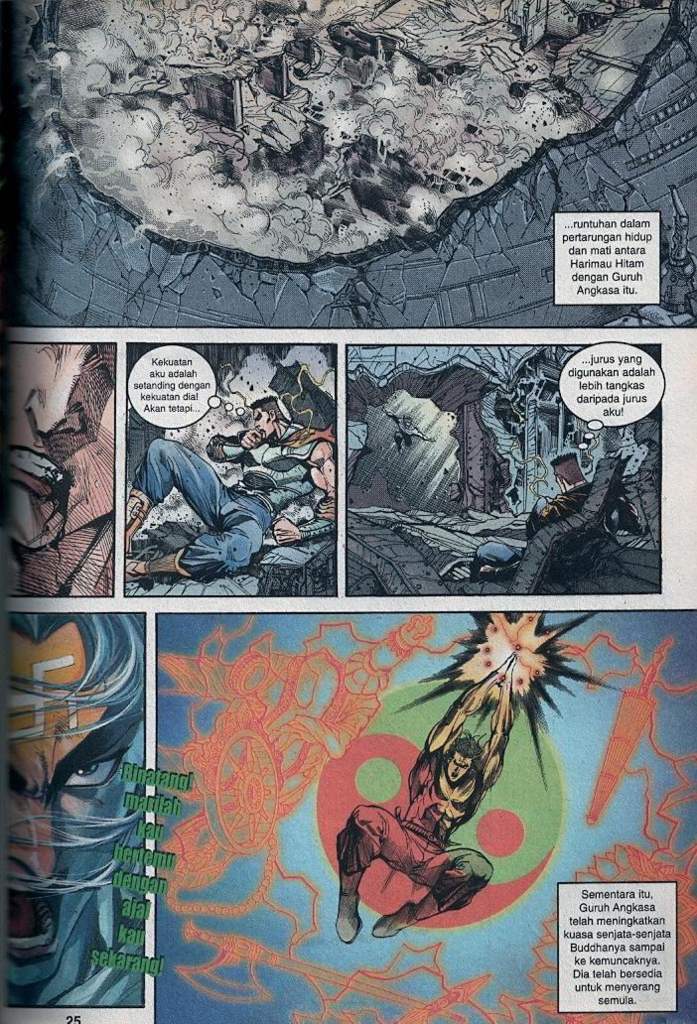 ...runtuhan dalam
pertarungan hidup
dan mati antara
Harimau Hitam
dengan Guruh
Angkasa itu.
Kekuatan
aku adalah
setanding dengan
kekuatan dia!
Akan tetapi...
...jurus yang
digunakan adalah
lebih tangkas
daripada jurus
aku!
Binatang!
marilah
kau
bertemu
dengan
ajal
kau
sekarang!
Sementara itu,
Guruh Angkasa
telah meningkatkan
kuasa senjata-senjata
Buddhanya sampai
ke kemuncaknya.
Dia telah bersedia
untuk menyerang
semula.
25